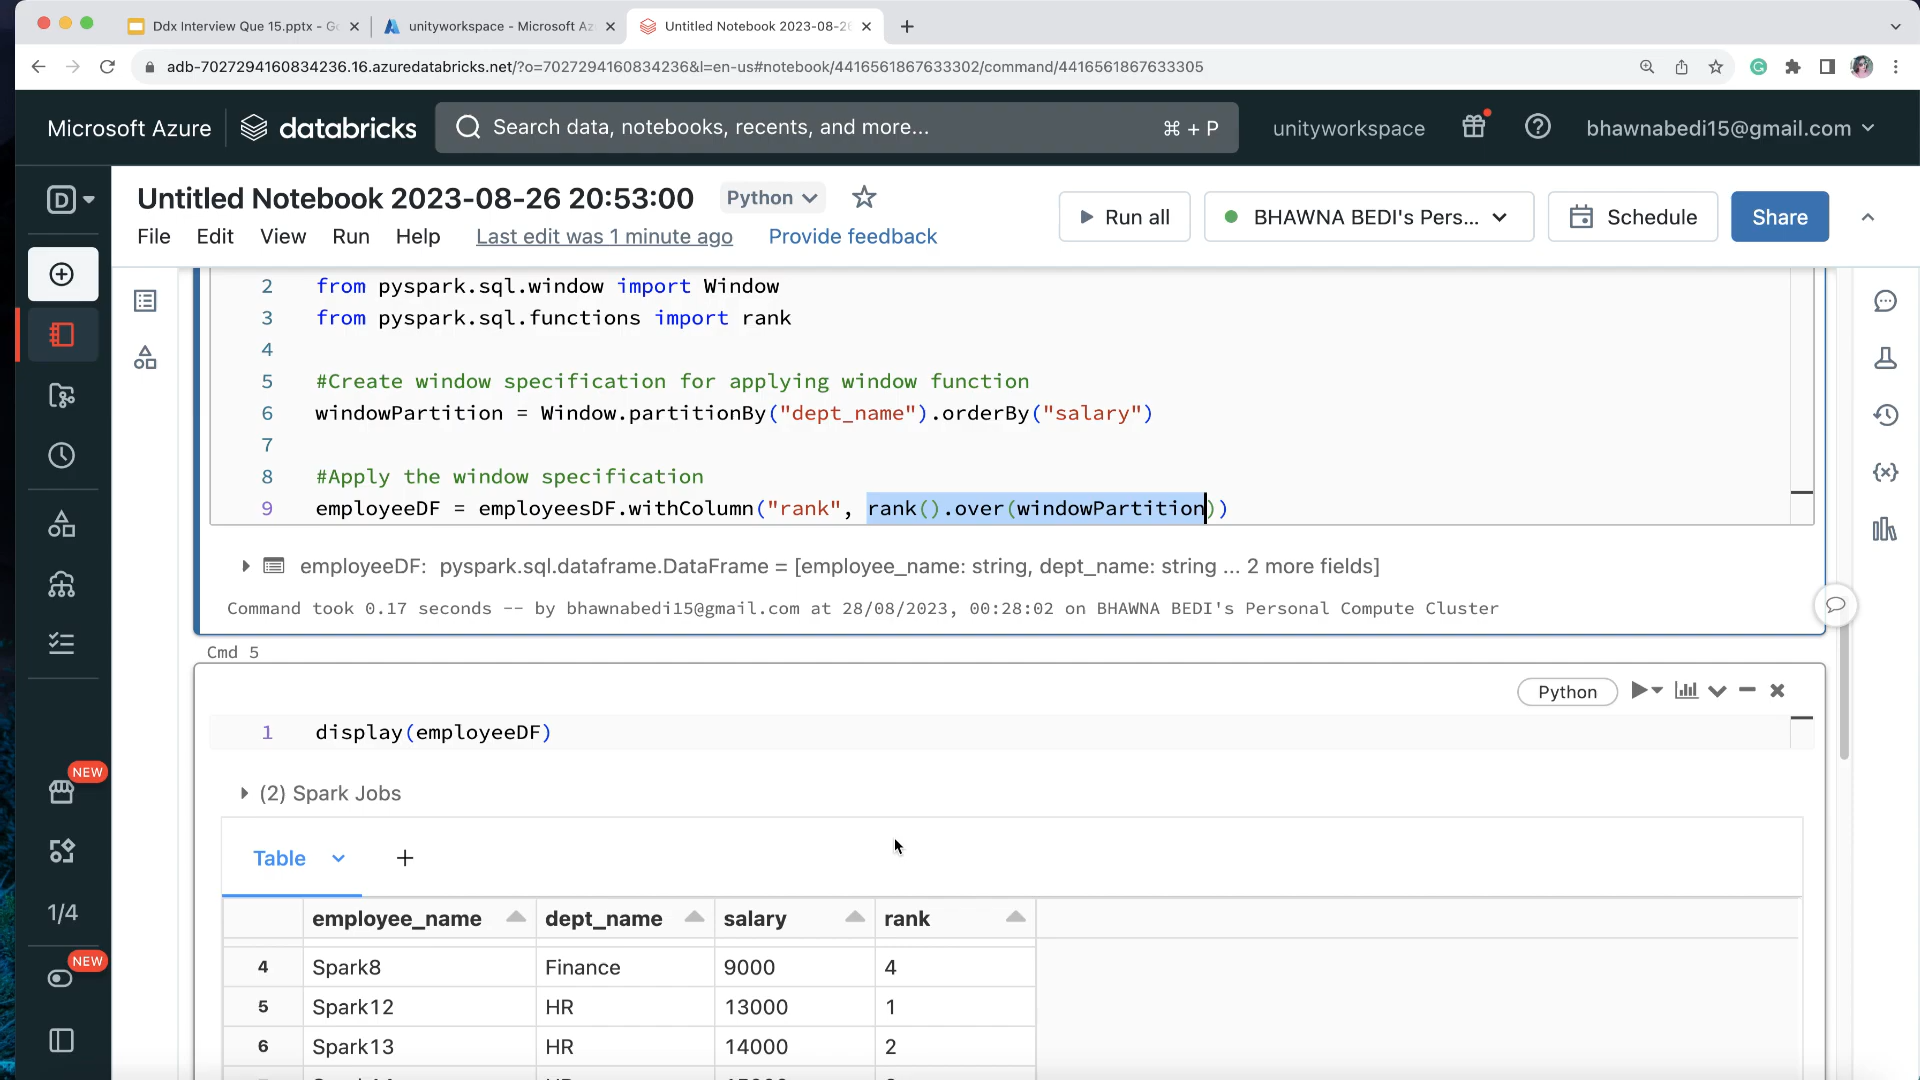 Ddx Interview Que 15.pptx - Go
unityworkspace - Microsoft Az
Untitled Notebook 2023-08-26
adb-7027294160834236.16.azuredatabricks.net/?o=7027294160834236&l=en-us#notebook/4416561867633302/command/4416561867633305
Microsoft Azure
databricks
Search data, notebooks, recents, and more...
⌘ + P
unityworkspace
bhawnabedi15@gmail.com
D
Untitled Notebook 2023-08-26 20:53:00
Python
File Edit View Run Help
Last edit was 1 minute ago
Provide feedback
Run all
BHAWNA BEDI's Pers...
Schedule
Share
2 from pyspark.sql.window import Window
3 from pyspark.sql.functions import rank
4
5 #Create window specification for applying window function
6 windowPartition = Window.partitionBy("dept_name").orderBy("salary")
7
8 #Apply the window specification
9 employeeDF = employeesDF.withColumn("rank", rank().over(windowPartition))
employeeDF: pyspark.sql.dataframe.DataFrame = [employee_name: string, dept_name: string ... 2 more fields]
Command took 0.17 seconds -- by bhawnabedi15@gmail.com at 28/08/2023, 00:28:02 on BHAWNA BEDI's Personal Compute Cluster
Cmd 5
Python
1 display(employeeDF)
(2) Spark Jobs
Table
+
employee_name dept_name salary rank
4 Spark8 Finance 9000 4
5 Spark12 HR 13000 1
6 Spark13 HR 14000 2
NEW
1/4
NEW